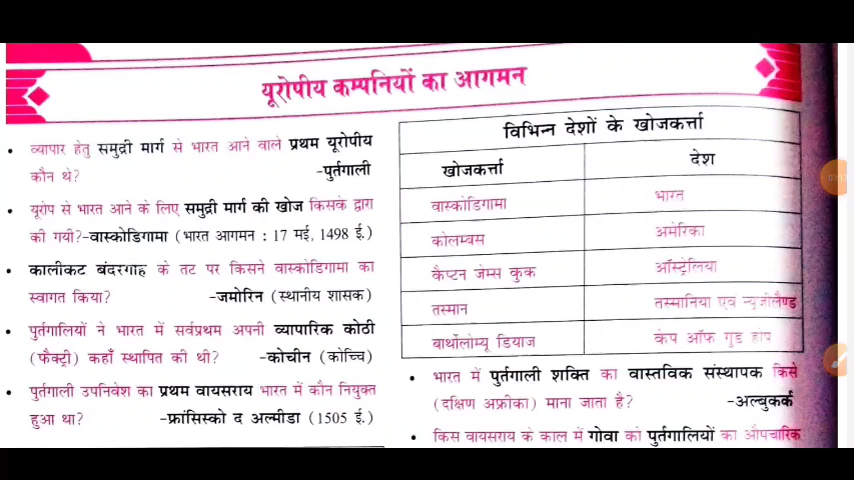 यूरोपीय कम्पनियों का आगमन
• व्यापार हेतु समुद्री मार्ग से भारत आने वाले प्रथम यूरोपीय
कौन थे? -पुर्तगाली
• यूरोप से भारत आने के लिए समुद्री मार्ग की खोज किसके द्वारा
की गयी?-वास्कोडिगामा (भारत आगमन : 17 मई, 1498 ई.)
• कालीकट बंदरगाह के तट पर किसने वास्कोडिगामा का
स्वागत किया? -जमोरिन (स्थानीय शासक)
• पुर्तगालियों ने भारत में सर्वप्रथम अपनी व्यापारिक कोठी
(फैक्ट्री) कहाँ स्थापित की थी? -कोचीन (कोच्चि)
• पुर्तगाली उपनिवेश का प्रथम वायसराय भारत में कौन नियुक्त
हुआ था? -फ्रांसिस्को द अल्मीडा (1505 ई.)
विभिन्न देशों के खोजकर्त्ता
खोजकर्त्ता देश
वास्कोडिगामा भारत
कोलम्बस अमेरिका
कैप्टन जेम्स कुक ऑस्ट्रेलिया
तस्मान तस्मानिया एवं न्यूजीलैण्ड
बार्थोलोम्यू डियाज केप ऑफ गुड होप
• भारत में पुर्तगाली शक्ति का वास्तविक संस्थापक किसे
(दक्षिण अफ्रीका) माना जाता है? -अल्बुकर्क
• किस वायसराय के काल में गोवा को पुर्तगालियों का औपचारिक